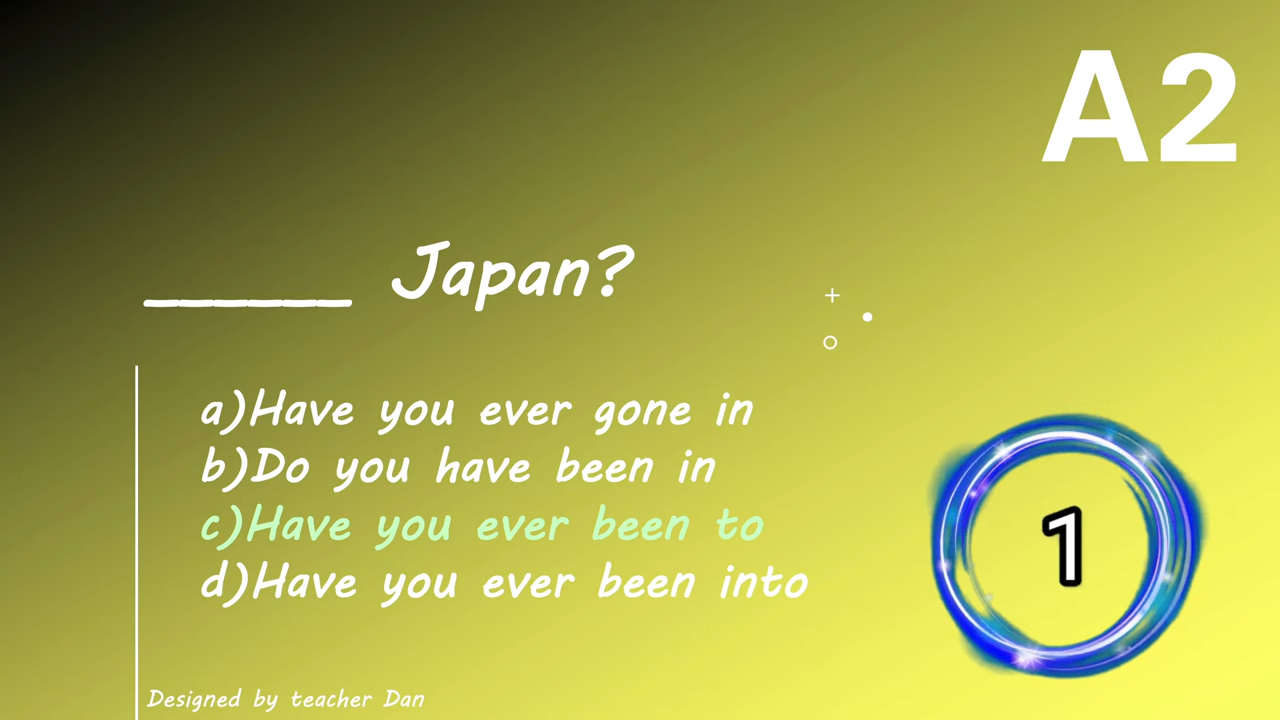 A2
______ Japan?
a)Have you ever gone in
b)Do you have been in
c)Have you ever been to
d)Have you ever been into
1
Designed by teacher Dan